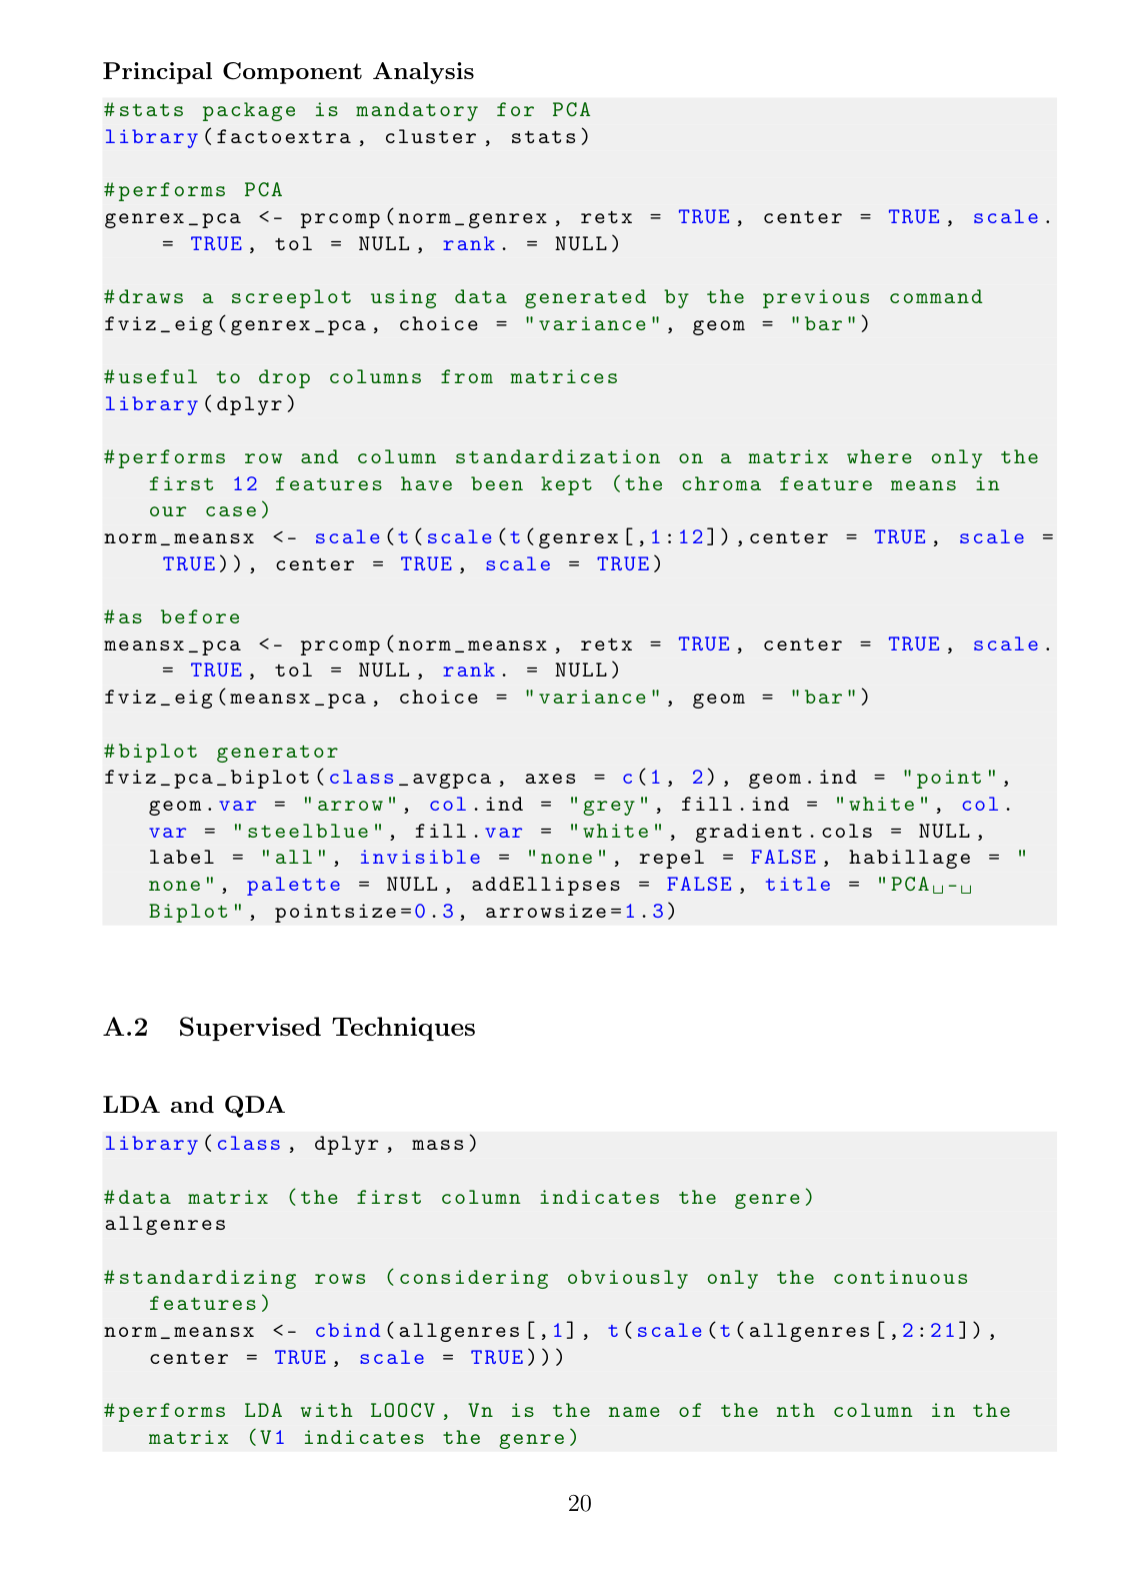 Principal Component Analysis
#stats package is mandatory for PCA
library(factoextra, cluster, stats)
#performs PCA
genrex_pca <- prcomp(norm_genrex, retx = TRUE, center = TRUE, scale.
= TRUE, tol = NULL, rank. = NULL)
#draws a screeplot using data generated by the previous command
fviz_eig(genrex_pca, choice = "variance", geom = "bar")
#useful to drop columns from matrices
library(dplyr)
#performs row and column standardization on a matrix where only the
first 12 features have been kept (the chroma feature means in
our case)
norm_meansx <- scale(t(scale(t(genrex[,1:12]),center = TRUE, scale =
TRUE)), center = TRUE, scale = TRUE)
#as before
meansx_pca <- prcomp(norm_meansx, retx = TRUE, center = TRUE, scale.
= TRUE, tol = NULL, rank. = NULL)
fviz_eig(meansx_pca, choice = "variance", geom = "bar")
#biplot generator
fviz_pca_biplot(class_avgpca, axes = c(1, 2), geom.ind = "point",
geom.var = "arrow", col.ind = "grey", fill.ind = "white", col.
var = "steelblue", fill.var = "white", gradient.cols = NULL,
label = "all", invisible = "none", repel = FALSE, habillage = "
none", palette = NULL, addEllipses = FALSE, title = "PCA␣-␣
Biplot", pointsize=0.3, arrowsize=1.3)
A.2 Supervised Techniques
LDA and QDA
library(class, dplyr, mass)
#data matrix (the first column indicates the genre)
allgenres
#standardizing rows (considering obviously only the continuous
features)
norm_meansx <- cbind(allgenres[,1], t(scale(t(allgenres[,2:21]),
center = TRUE, scale = TRUE)))
#performs LDA with LOOCV, Vn is the name of the nth column in the
matrix (V1 indicates the genre)
20